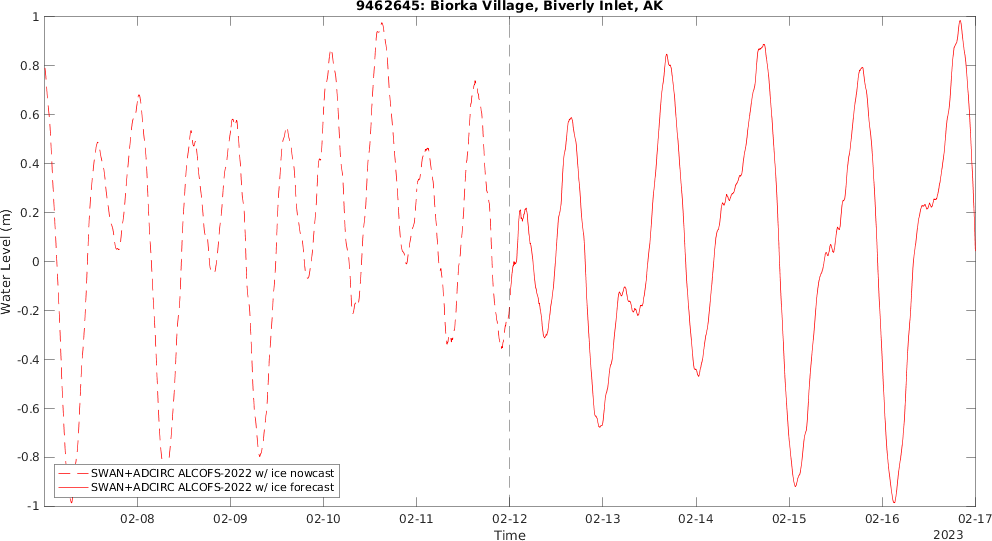 9462645: Biorka Village, Biverly Inlet, AK
1
0.8
0.6
0.4
0.2
0
-0.2
-0.4
-0.6
-0.8
-1
Water Level (m)
SWAN+ADCIRC ALCOFS-2022 w/ ice nowcast
SWAN+ADCIRC ALCOFS-2022 w/ ice forecast
02-08 02-09 02-10 02-11 02-12 02-13 02-14 02-15 02-16 02-17
Time
2023